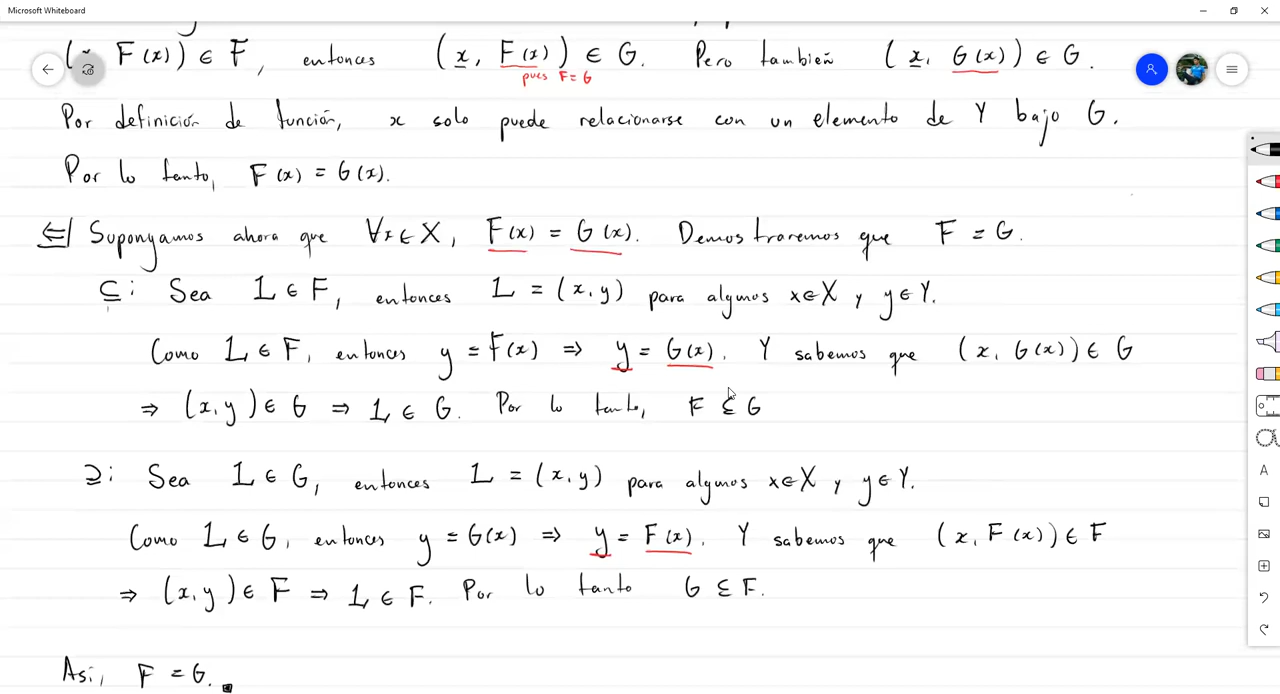 Microsoft Whiteboard
F(x)) ∈ F, entonces (x, F(x)) ∈ G. Pero también (x, G(x)) ∈ G.
pues F=G
Por definición de función, x solo puede relacionarse con un elemento de Y bajo G.
Por lo tanto, F(x) = G(x).
⇐| Supongamos ahora que ∀x∈X, F(x) = G(x). Demostraremos que F = G.
⊆: Sea L ∈ F, entonces L = (x,y) para algunos x∈X y y∈Y.
Como L ∈ F, entonces y = F(x) ⇒ y = G(x). Y sabemos que (x, G(x)) ∈ G
⇒ (x,y) ∈ G ⇒ L ∈ G. Por lo tanto, F ⊆ G
⊇: Sea L ∈ G, entonces L = (x,y) para algunos x∈X y y∈Y.
Como L ∈ G, entonces y = G(x) ⇒ y = F(x). Y sabemos que (x, F(x)) ∈ F
⇒ (x,y) ∈ F ⇒ L ∈ F. Por lo tanto G ⊆ F.
Así, F = G.
A